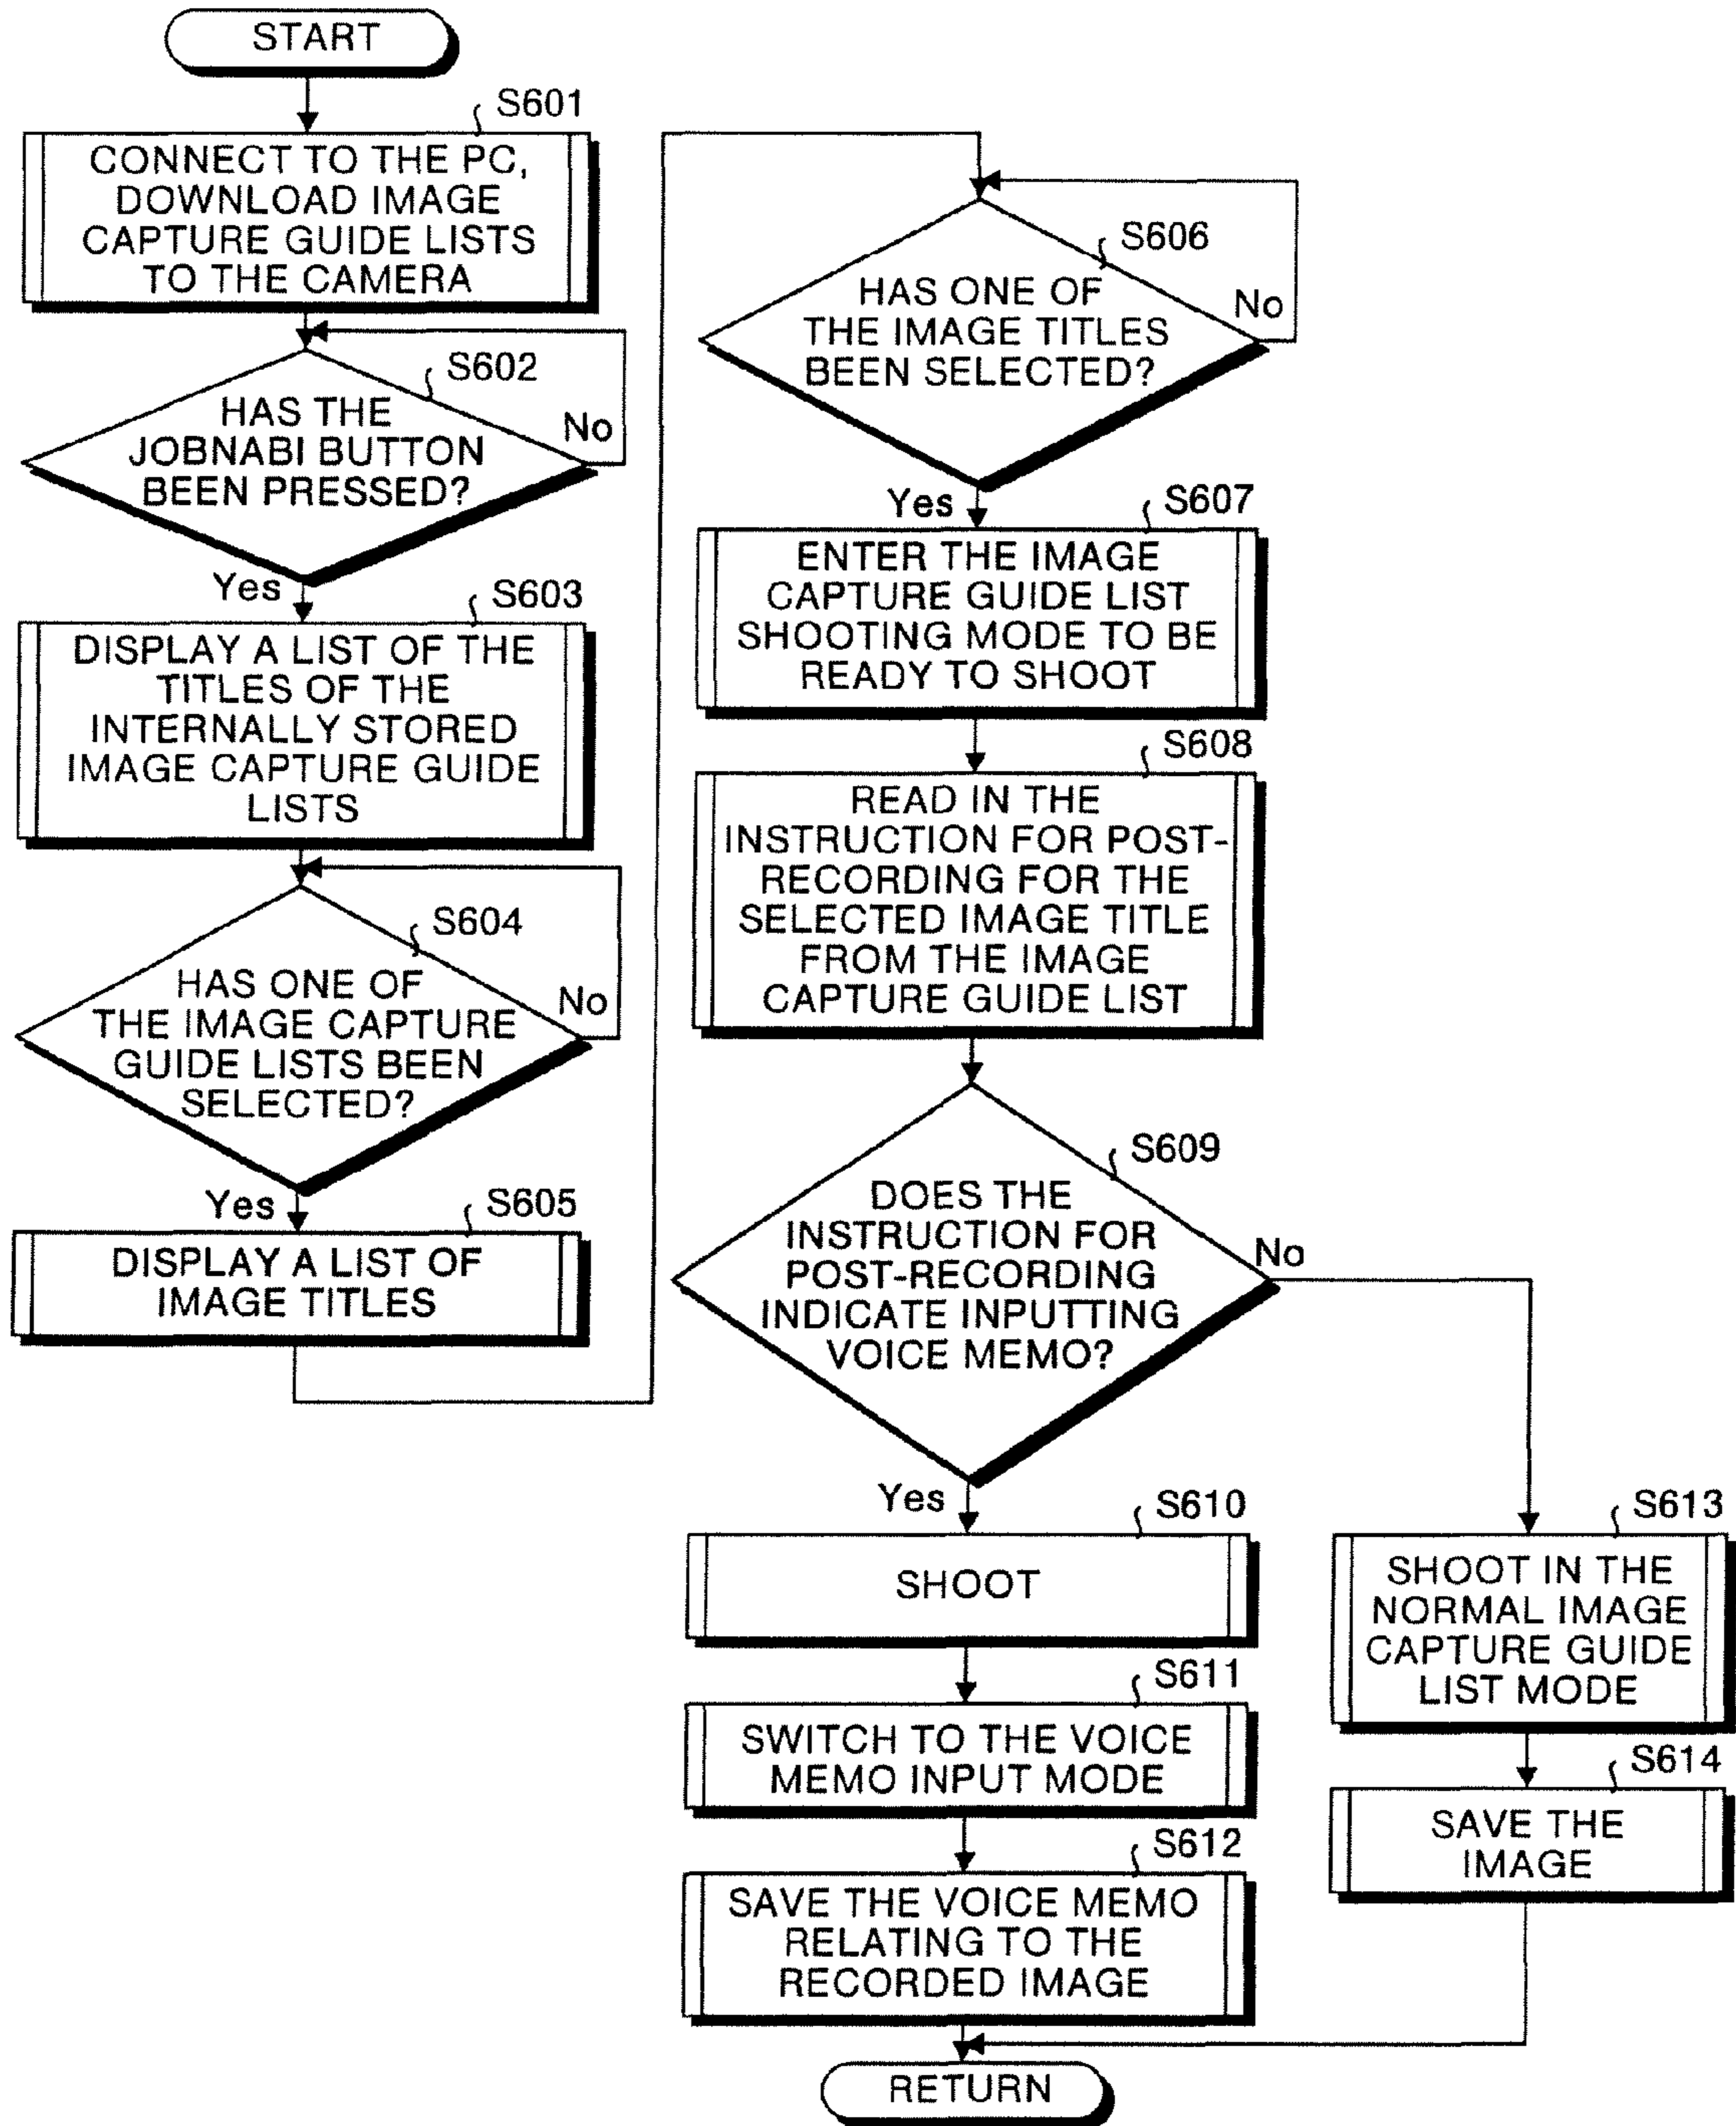 START
S601
CONNECT TO THE PC,
DOWNLOAD IMAGE
CAPTURE GUIDE LISTS
TO THE CAMERA
S602
HAS THE
JOBNABI BUTTON
BEEN PRESSED?
No
Yes
S603
DISPLAY A LIST OF THE
TITLES OF THE
INTERNALLY STORED
IMAGE CAPTURE GUIDE
LISTS
S604
HAS ONE OF
THE IMAGE CAPTURE
GUIDE LISTS BEEN
SELECTED?
No
Yes
S605
DISPLAY A LIST OF
IMAGE TITLES
S606
HAS ONE OF
THE IMAGE TITLES
BEEN SELECTED?
No
Yes
S607
ENTER THE IMAGE
CAPTURE GUIDE LIST
SHOOTING MODE TO BE
READY TO SHOOT
S608
READ IN THE
INSTRUCTION FOR POST-
RECORDING FOR THE
SELECTED IMAGE TITLE
FROM THE IMAGE
CAPTURE GUIDE LIST
S609
DOES THE
INSTRUCTION FOR
POST-RECORDING
INDICATE INPUTTING
VOICE MEMO?
No
Yes
S610
SHOOT
S611
SWITCH TO THE VOICE
MEMO INPUT MODE
S612
SAVE THE VOICE MEMO
RELATING TO THE
RECORDED IMAGE
S613
SHOOT IN THE
NORMAL IMAGE
CAPTURE GUIDE
LIST MODE
S614
SAVE THE
IMAGE
RETURN